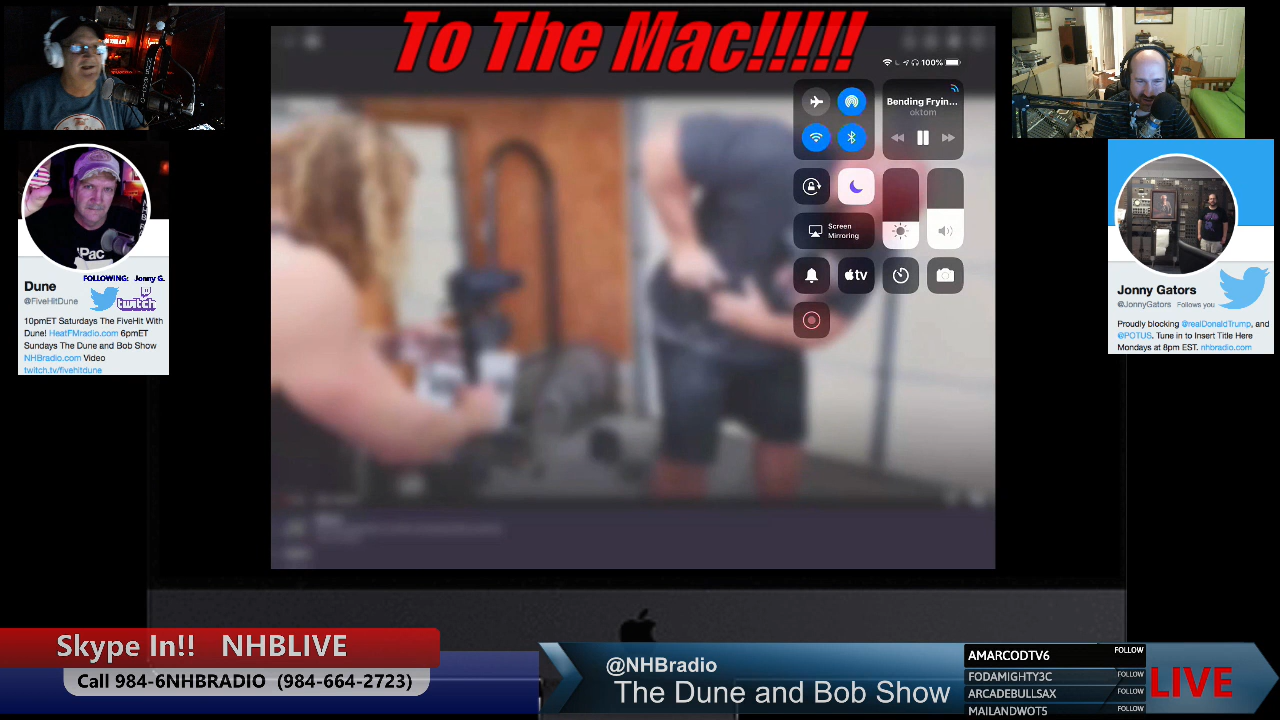 To The Mac!!!!!
100%
Bending Fryin...
oktom
Screen
Mirroring
tv
PAC
FOLLOWING: Jonny G.
twitch
Dune
@FiveHitDune
10pmET Saturdays The FiveHit With
Dune! HeatFMradio.com 6pmET
Sundays The Dune and Bob Show
NHBradio.com Video
twitch.tv/fivehitdune
Jonny Gators
@JonnyGators Follows you
Proudly blocking @realDonaldTrump, and
@POTUS. Tune in to Insert Title Here
Mondays at 8pm EST. nhbradio.com
Skype In!! NHBLIVE
Call 984-6NHBRADIO (984-664-2723)
@NHBradio
The Dune and Bob Show
AMARCODTV6 FOLLOW
FODAMIGHTY3C FOLLOW
ARCADEBULLSAX FOLLOW
MAILANDWOT5 FOLLOW
LIVE